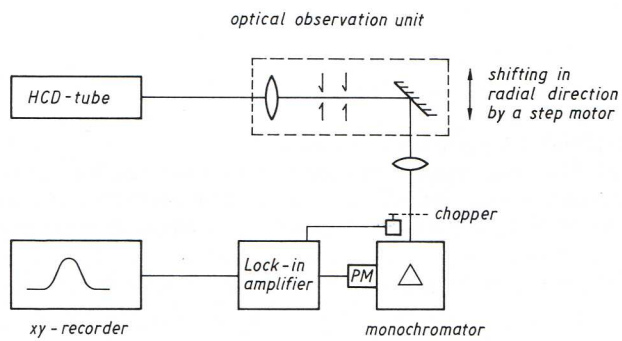 optical observation unit
HCD-tube
shifting in
radial direction
by a step motor
chopper
Lock-in
amplifier
PM
xy-recorder
monochromator